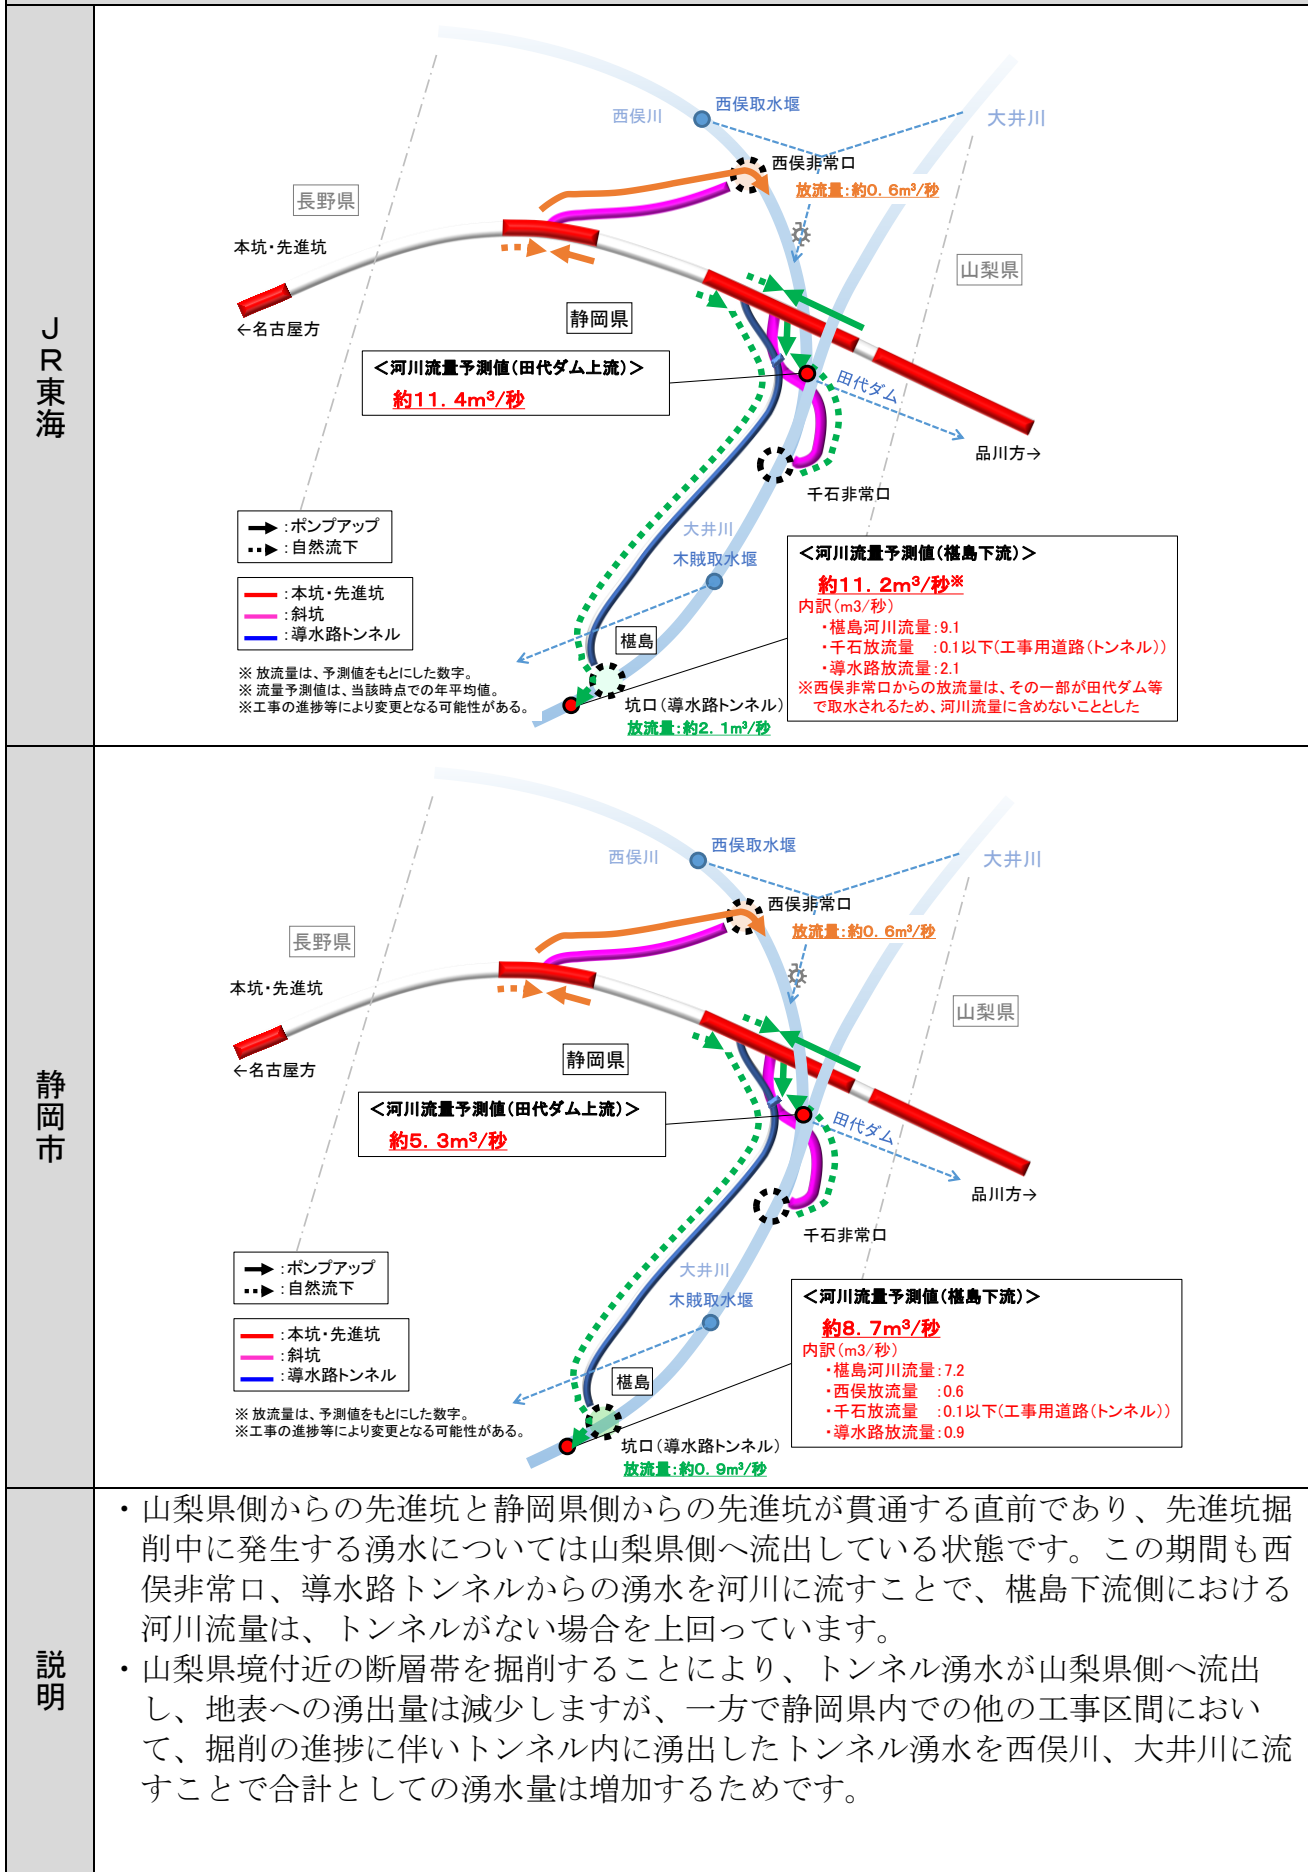 JR東海
西俣取水堰
西俣川
大井川
西俣非常口
放流量:約0.6m³/秒
長野県
本坑・先進坑
山梨県
←名古屋方
静岡県
<河川流量予測値(田代ダム上流)>
約11.4m³/秒
田代ダム
品川方→
千石非常口
:ポンプアップ
:自然流下
大井川
木賊取水堰
<河川流量予測値(椹島下流)>
約11.2m³/秒※
内訳(m3/秒)
・椹島河川流量:9.1
・千石放流量 :0.1以下(工事用道路(トンネル))
・導水路放流量:2.1
※西俣非常口からの放流量は、その一部が田代ダム等
で取水されるため、河川流量に含めないこととした
:本坑・先進坑
:斜坑
:導水路トンネル
椹島
※ 放流量は、予測値をもとにした数字。
※ 流量予測値は、当該時点での年平均値。
※工事の進捗等により変更となる可能性がある。
坑口(導水路トンネル)
放流量:約2.1m³/秒
静岡市
西俣取水堰
西俣川
大井川
西俣非常口
放流量:約0.6m³/秒
長野県
本坑・先進坑
山梨県
←名古屋方
静岡県
<河川流量予測値(田代ダム上流)>
約5.3m³/秒
田代ダム
品川方→
千石非常口
:ポンプアップ
:自然流下
大井川
木賊取水堰
<河川流量予測値(椹島下流)>
約8.7m³/秒
内訳(m3/秒)
・椹島河川流量:7.2
・西俣放流量 :0.6
・千石放流量 :0.1以下(工事用道路(トンネル))
・導水路放流量:0.9
:本坑・先進坑
:斜坑
:導水路トンネル
椹島
※ 放流量は、予測値をもとにした数字。
※工事の進捗等により変更となる可能性がある。
坑口(導水路トンネル)
放流量:約0.9m³/秒
説明
・山梨県側からの先進坑と静岡県側からの先進坑が貫通する直前であり、先進坑掘
削中に発生する湧水については山梨県側へ流出している状態です。この期間も西
俣非常口、導水路トンネルからの湧水を河川に流すことで、椹島下流側における
河川流量は、トンネルがない場合を上回っています。
・山梨県境付近の断層帯を掘削することにより、トンネル湧水が山梨県側へ流出
し、地表への湧出量は減少しますが、一方で静岡県内での他の工事区間におい
て、掘削の進捗に伴いトンネル内に湧出したトンネル湧水を西俣川、大井川に流
すことで合計としての湧水量は増加するためです。